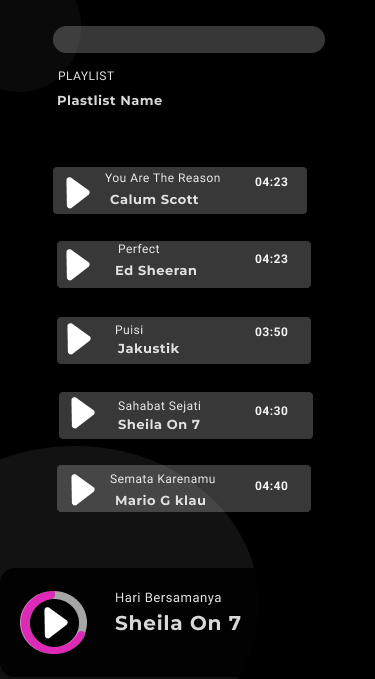 PLAYLIST
Plastlist Name
You Are The Reason
04:23
Calum Scott
Perfect
04:23
Ed Sheeran
Puisi
03:50
Jakustik
Sahabat Sejati
04:30
Sheila On 7
Semata Karenamu
04:40
Mario G klau
Hari Bersamanya
Sheila On 7